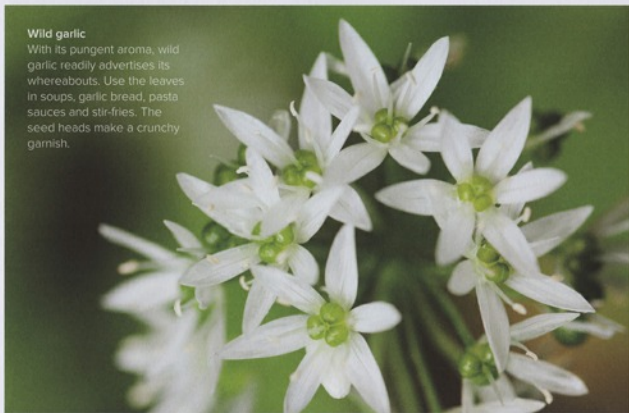 Wild garlic
With its pungent aroma, wild
garlic readily advertises its
whereabouts. Use the leaves
in soups, garlic bread, pasta
sauces and stir-fries. The
seed heads make a crunchy
garnish.